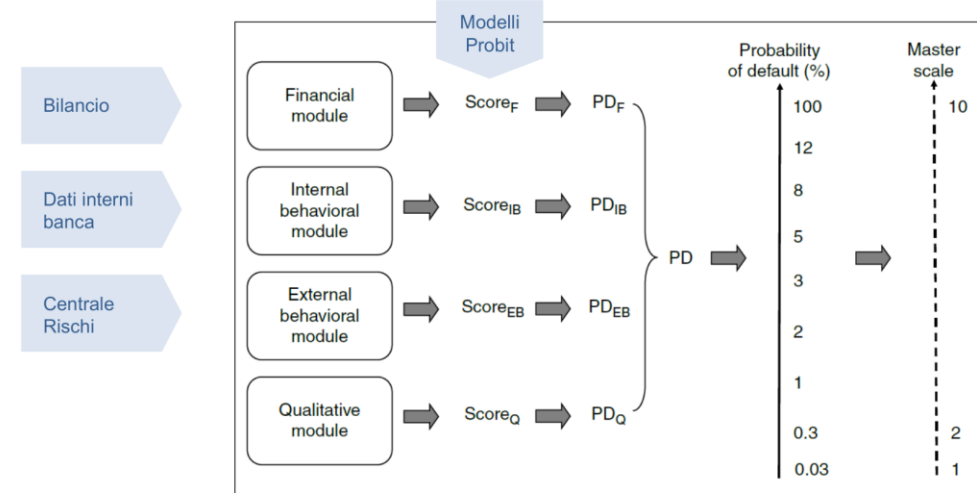 Modelli
Probit
Bilancio
Dati interni
banca
Centrale
Rischi
Financial
module
Score_F
PD_F
Internal
behavioral
module
Score_IB
PD_IB
External
behavioral
module
Score_EB
PD_EB
Qualitative
module
Score_Q
PD_Q
PD
Probability
of default (%)
100
12
8
5
3
2
1
0.3
0.03
Master
scale
10
2
1